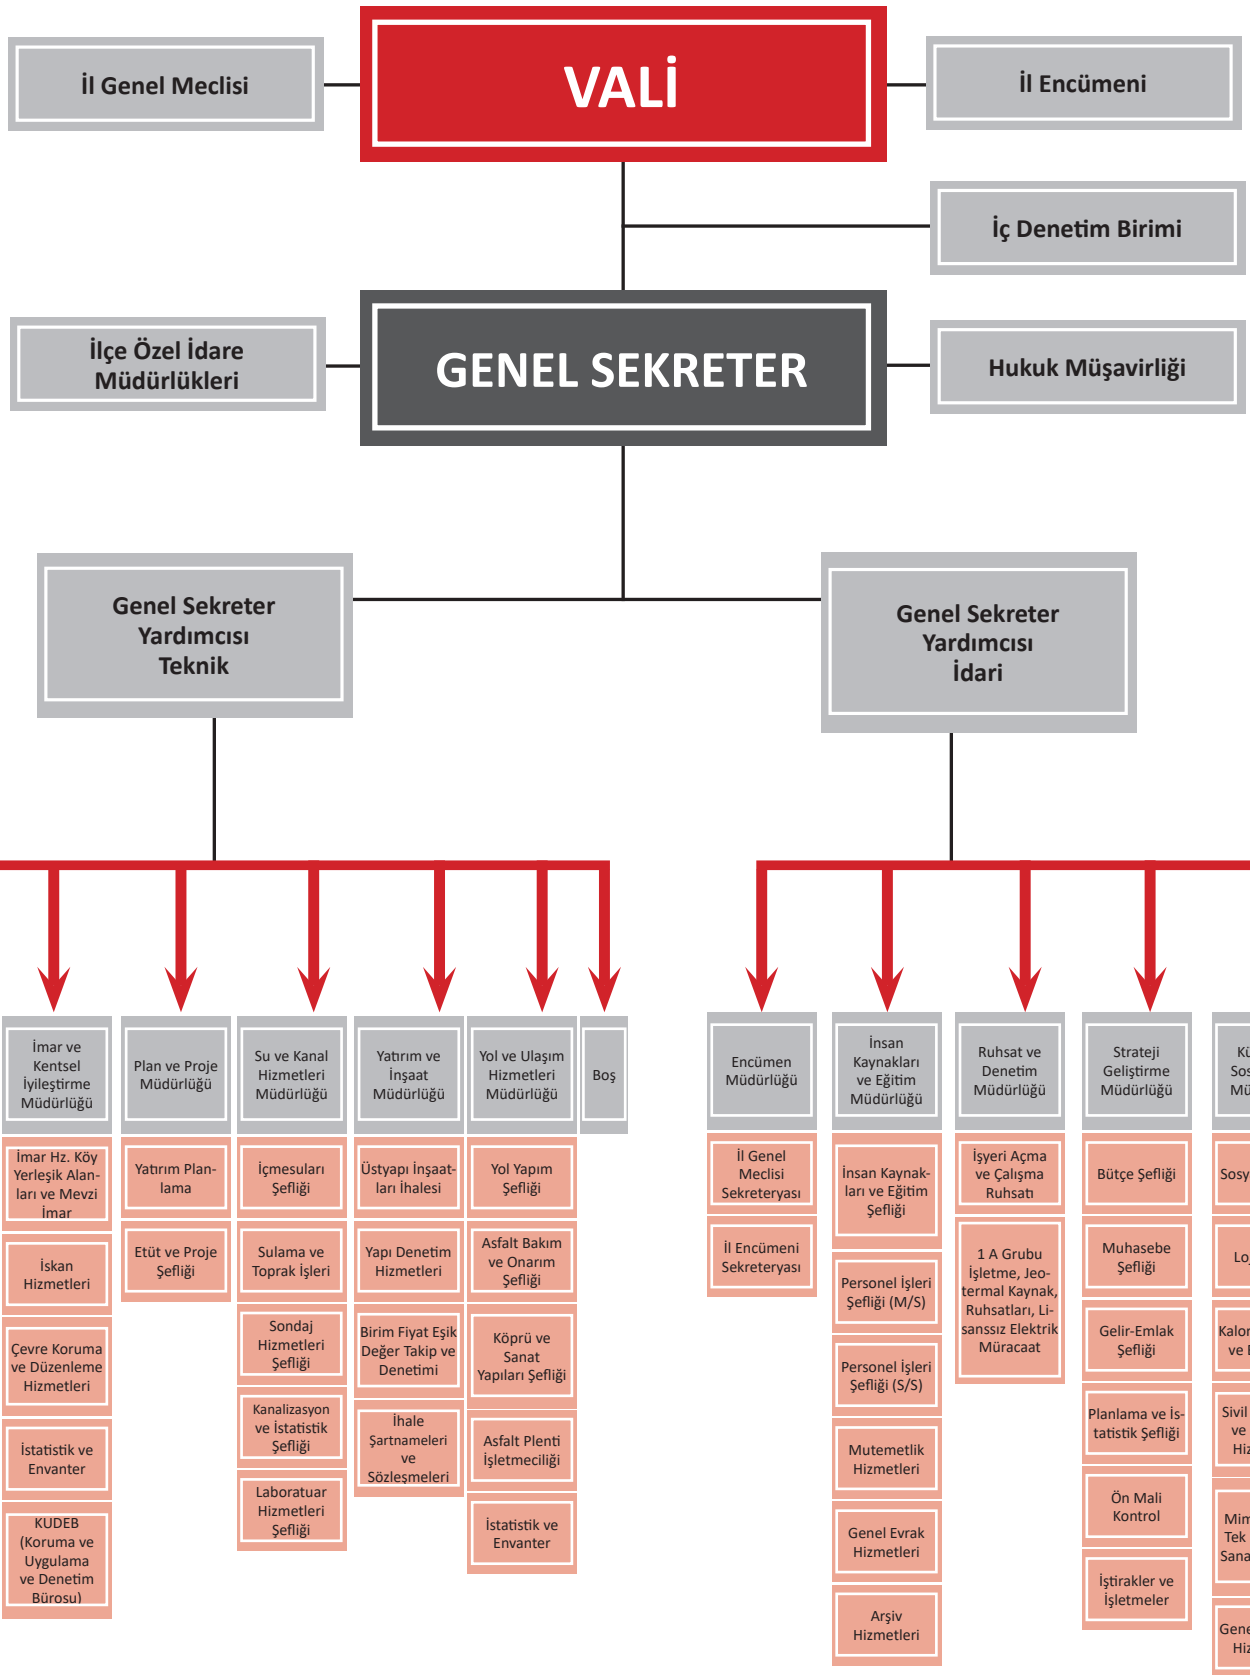 İl Genel Meclisi
VALİ
İl Encümeni
İç Denetim Birimi
İlçe Özel İdare
Müdürlükleri
GENEL SEKRETER
Hukuk Müşavirliği
Genel Sekreter
Yardımcısı
Teknik
Genel Sekreter
Yardımcısı
İdari
İmar ve
Kentsel
İyileştirme
Müdürlüğü
İmar Hz. Köy
Yerleşik Alan-
ları ve Mevzi
İmar
İskan
Hizmetleri
Çevre Koruma
ve Düzenleme
Hizmetleri
İstatistik ve
Envanter
KUDEB
(Koruma ve
Uygulama
ve Denetim
Bürosu)
Plan ve Proje
Müdürlüğü
Yatırım Plan-
lama
Etüt ve Proje
Şefliği
Su ve Kanal
Hizmetleri
Müdürlüğü
İçmesuları
Şefliği
Sulama ve
Toprak İşleri
Sondaj
Hizmetleri
Şefliği
Kanalizasyon
ve İstatistik
Şefliği
Laboratuar
Hizmetleri
Şefliği
Yatırım ve
İnşaat
Müdürlüğü
Üstyapı İnşaat-
ları İhalesi
Yapı Denetim
Hizmetleri
Birim Fiyat Eşik
Değer Takip ve
Denetimi
İhale
Şartnameleri
ve
Sözleşmeleri
Yol ve Ulaşım
Hizmetleri
Müdürlüğü
Yol Yapım
Şefliği
Asfalt Bakım
ve Onarım
Şefliği
Köprü ve
Sanat
Yapıları Şefliği
Asfalt Plenti
İşletmeciliği
İstatistik ve
Envanter
Boş
Encümen
Müdürlüğü
İl Genel
Meclisi
Sekreteryası
İl Encümeni
Sekreteryası
İnsan
Kaynakları
ve Eğitim
Müdürlüğü
İnsan Kaynak-
ları ve Eğitim
Şefliği
Personel İşleri
Şefliği (M/S)
Personel İşleri
Şefliği (S/S)
Mutemetlik
Hizmetleri
Genel Evrak
Hizmetleri
Arşiv
Hizmetleri
Ruhsat ve
Denetim
Müdürlüğü
İşyeri Açma
ve Çalışma
Ruhsatı
1 A Grubu
İşletme, Jeo-
termal Kaynak,
Ruhsatları, Li-
sanssız Elektrik
Müracaat
Strateji
Geliştirme
Müdürlüğü
Bütçe Şefliği
Muhasebe
Şefliği
Gelir-Emlak
Şefliği
Planlama ve İs-
tatistik Şefliği
Ön Mali
Kontrol
İştirakler ve
İşletmeler
Sivil
ve
Tek